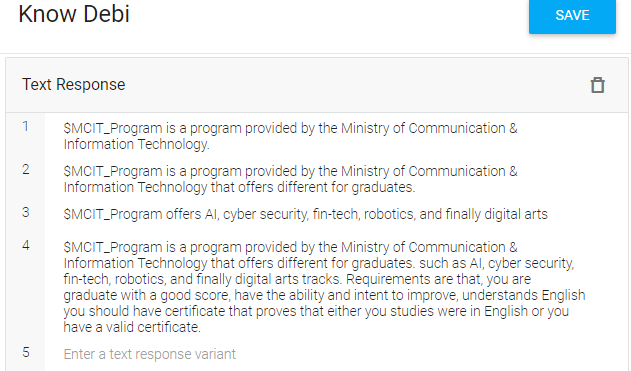 Know Debi
SAVE
Text Response
1
$MCIT_Program is a program provided by the Ministry of Communication &
Information Technology.
2
$MCIT_Program is a program provided by the Ministry of Communication &
Information Technology that offers different for graduates.
3
$MCIT_Program offers AI, cyber security, fin-tech, robotics, and finally digital arts
4
$MCIT_Program is a program provided by the Ministry of Communication &
Information Technology that offers different for graduates. such as AI, cyber security,
fin-tech, robotics, and finally digital arts tracks. Requirements are that, you are
graduate with a good score, have the ability and intent to improve, understands English
you should have certificate that proves that either you studies were in English or you
have a valid certificate.
5
Enter a text response variant